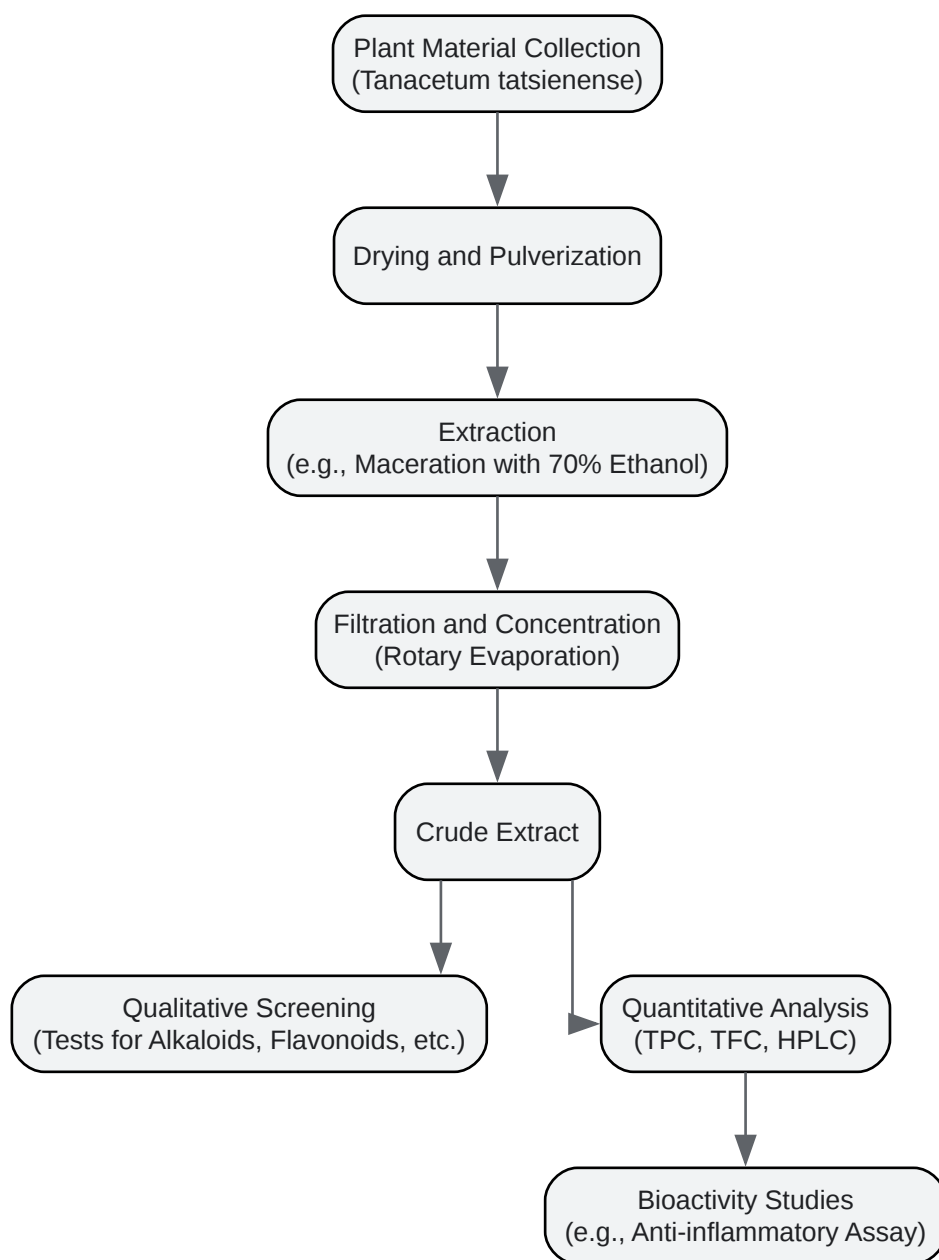 Plant Material Collection
(Tanacetum tatsienense)
Drying and Pulverization
Extraction
(e.g., Maceration with 70% Ethanol)
Filtration and Concentration
(Rotary Evaporation)
Crude Extract
Qualitative Screening
(Tests for Alkaloids, Flavonoids, etc.)
Quantitative Analysis
(TPC, TFC, HPLC)
Bioactivity Studies
(e.g., Anti-inflammatory Assay)